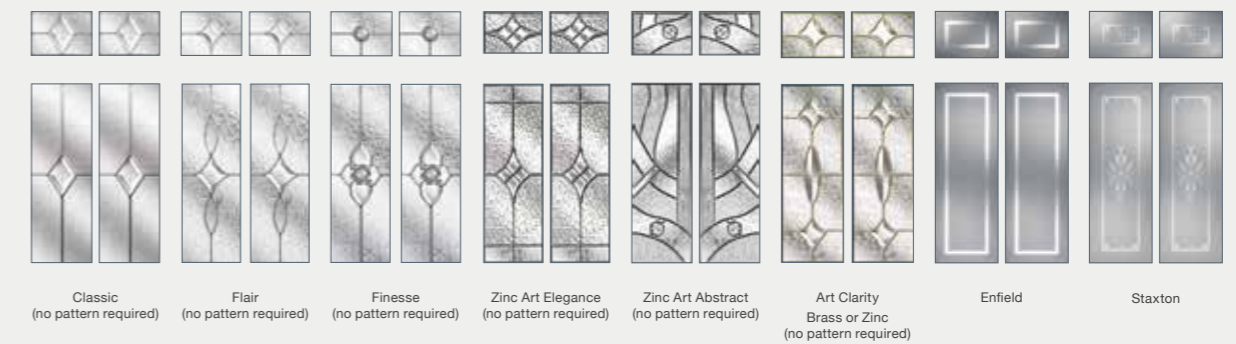 Classic
(no pattern required)
Flair
(no pattern required)
Finesse
(no pattern required)
Zinc Art Elegance
(no pattern required)
Zinc Art Abstract
(no pattern required)
Art Clarity
Brass or Zinc
(no pattern required)
Enfield
Staxton